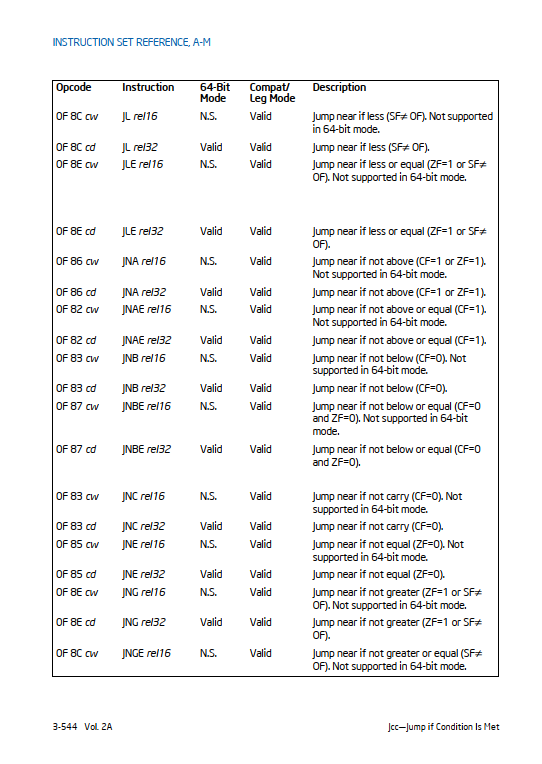 INSTRUCTION SET REFERENCE, A-M
Opcode Instruction 64-Bit Mode Compat/ Leg Mode Description
0F 8C cw JL rel16 N.S. Valid Jump near if less (SF≠ OF). Not supported
in 64-bit mode.
0F 8C cd JL rel32 Valid Valid Jump near if less (SF≠ OF).
0F 8E cw JLE rel16 N.S. Valid Jump near if less or equal (ZF=1 or SF≠
OF). Not supported in 64-bit mode.
0F 8E cd JLE rel32 Valid Valid Jump near if less or equal (ZF=1 or SF≠
OF).
0F 86 cw JNA rel16 N.S. Valid Jump near if not above (CF=1 or ZF=1).
Not supported in 64-bit mode.
0F 86 cd JNA rel32 Valid Valid Jump near if not above (CF=1 or ZF=1).
0F 82 cw JNAE rel16 N.S. Valid Jump near if not above or equal (CF=1).
Not supported in 64-bit mode.
0F 82 cd JNAE rel32 Valid Valid Jump near if not above or equal (CF=1).
0F 83 cw JNB rel16 N.S. Valid Jump near if not below (CF=0). Not
supported in 64-bit mode.
0F 83 cd JNB rel32 Valid Valid Jump near if not below (CF=0).
0F 87 cw JNBE rel16 N.S. Valid Jump near if not below or equal (CF=0
and ZF=0). Not supported in 64-bit
mode.
0F 87 cd JNBE rel32 Valid Valid Jump near if not below or equal (CF=0
and ZF=0).
0F 83 cw JNC rel16 N.S. Valid Jump near if not carry (CF=0). Not
supported in 64-bit mode.
0F 83 cd JNC rel32 Valid Valid Jump near if not carry (CF=0).
0F 85 cw JNE rel16 N.S. Valid Jump near if not equal (ZF=0). Not
supported in 64-bit mode.
0F 85 cd JNE rel32 Valid Valid Jump near if not equal (ZF=0).
0F 8E cw JNG rel16 N.S. Valid Jump near if not greater (ZF=1 or SF≠
OF). Not supported in 64-bit mode.
0F 8E cd JNG rel32 Valid Valid Jump near if not greater (ZF=1 or SF≠
OF).
0F 8C cw JNGE rel16 N.S. Valid Jump near if not greater or equal (SF≠
OF). Not supported in 64-bit mode.
3-544 Vol. 2A Jcc—Jump if Condition Is Met